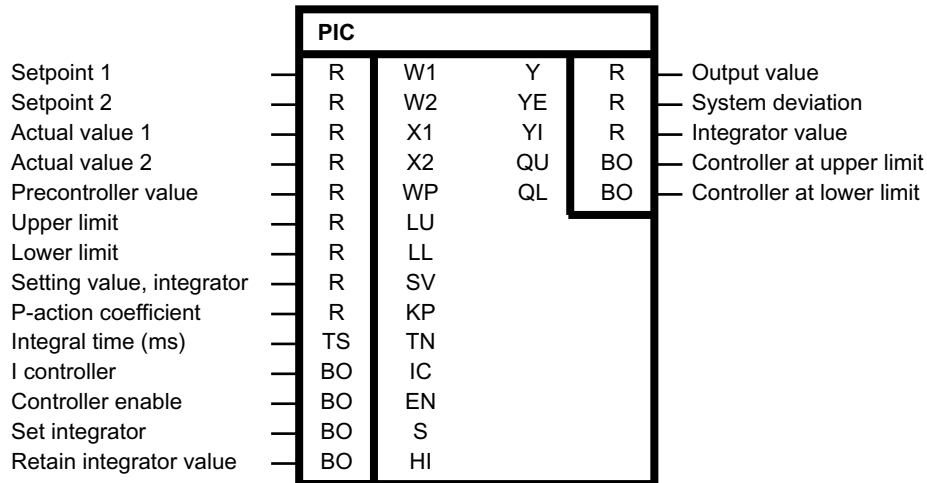 PIC
Setpoint 1 R W1 Y R Output value
Setpoint 2 R W2 YE R System deviation
Actual value 1 R X1 YI R Integrator value
Actual value 2 R X2 QU BO Controller at upper limit
Precontroller value R WP QL BO Controller at lower limit
Upper limit R LU
Lower limit R LL
Setting value, integrator R SV
P-action coefficient R KP
Integral time (ms) TS TN
I controller BO IC
Controller enable BO EN
Set integrator BO S
Retain integrator value BO HI